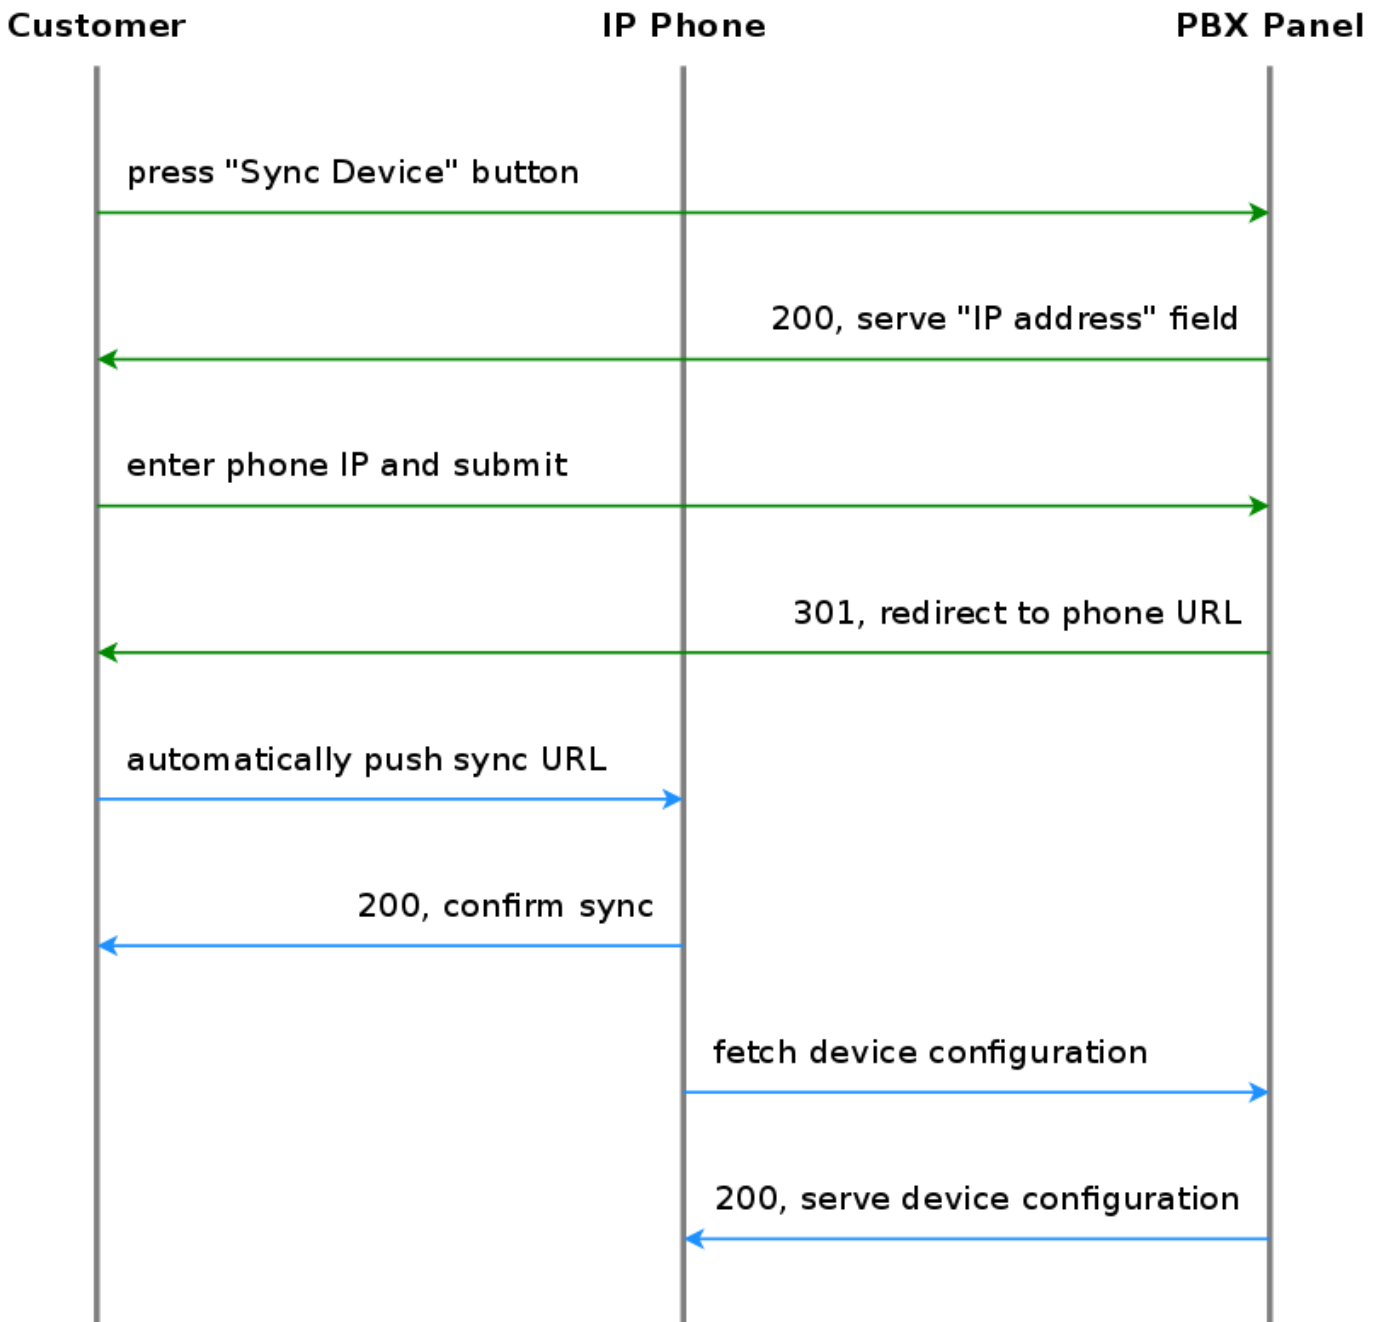 Customer
IP Phone
PBX Panel
press "Sync Device" button
200, serve "IP address" field
enter phone IP and submit
301, redirect to phone URL
automatically push sync URL
200, confirm sync
fetch device configuration
200, serve device configuration